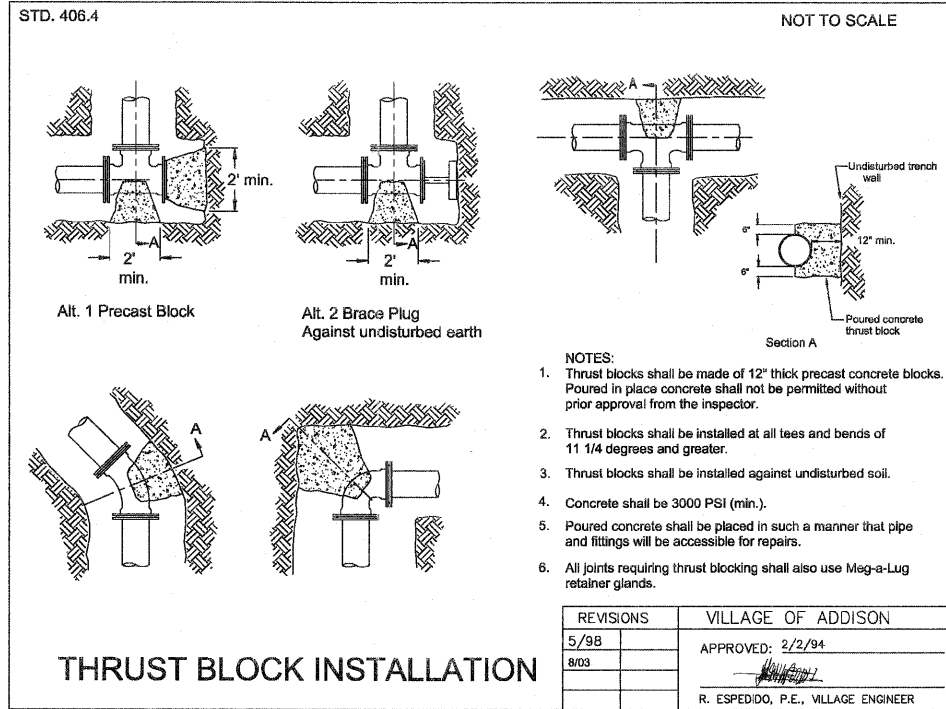 STD. 406.4
NOT TO SCALE
A
2' min.
A
2'
min.
Alt. 1 Precast Block
A
2'
min.
Alt. 2 Brace Plug
Against undisturbed earth
A
Undisturbed trench
wall
6"
12" min.
6"
Poured concrete
thrust block
Section A
A
A
NOTES:
1. Thrust blocks shall be made of 12" thick precast concrete blocks.
Poured in place concrete shall not be permitted without
prior approval from the inspector.
2. Thrust blocks shall be installed at all tees and bends of
11 1/4 degrees and greater.
3. Thrust blocks shall be installed against undisturbed soil.
4. Concrete shall be 3000 PSI (min.).
5. Poured concrete shall be placed in such a manner that pipe
and fittings will be accessible for repairs.
6. All joints requiring thrust blocking shall also use Meg-a-Lug
retainer glands.
THRUST BLOCK INSTALLATION
REVISIONS
5/98
8/03
VILLAGE OF ADDISON
APPROVED: 2/2/94
R. ESPEDIDO, P.E., VILLAGE ENGINEER